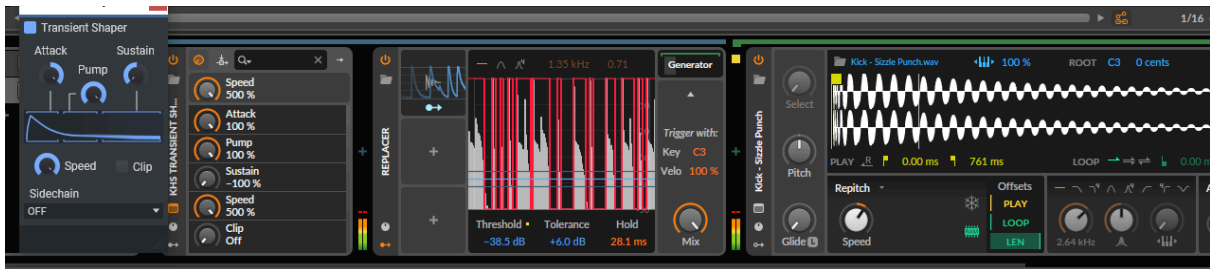 Transient Shaper
Attack
Sustain
Pump
Speed
Clip
Sidechain
OFF
KHS TRANSIENT SH...
Speed
500 %
Attack
100 %
Pump
100 %
Sustain
-100 %
Speed
500 %
Clip
Off
REPLACER
1.35 kHz 0.71
Threshold
-38.5 dB
Tolerance
+6.0 dB
Hold
28.1 ms
Generator
Trigger with:
Key C3
Velo 100 %
Mix
1/16
Kick - Sizzle Punch
Select
Pitch
Glide L
Kick - Sizzle Punch.wav
100 %
ROOT C3 0 cents
PLAY R 0.00 ms 761 ms
LOOP
0.00 m
Repitch
Speed
Offsets
PLAY
LOOP
LEN
2.64 kHz
A